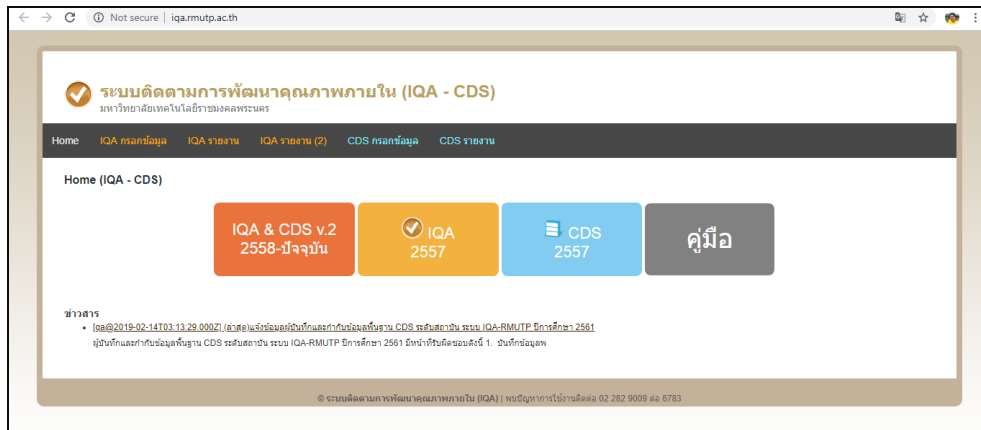 Not secure | iqa.rmutp.ac.th
ระบบติดตามการพัฒนาคุณภาพภายใน (IQA - CDS)
มหาวิทยาลัยเทคโนโลยีราชมงคลพระนคร
Home IQA กรอกข้อมูล IQA รายงาน IQA รายงาน (2) CDS กรอกข้อมูล CDS รายงาน
Home (IQA - CDS)
IQA & CDS v.2
2558-ปัจจุบัน
IQA
2557
CDS
2557
คู่มือ
ข่าวสาร
[qa@2019-02-14T03:13:29.000Z] (ล่าสุด)แจ้งข้อมูลผู้บันทึกและกำกับข้อมูลพื้นฐาน CDS ระดับสถาบัน ระบบ IQA-RMUTP ปีการศึกษา 2561
ผู้บันทึกและกำกับข้อมูลพื้นฐาน CDS ระดับสถาบัน ระบบ IQA-RMUTP ปีการศึกษา 2561 มีหน้าที่รับผิดชอบดังนี้ 1. บันทึกข้อมูลพ
© ระบบติดตามการพัฒนาคุณภาพภายใน (IQA) | พบปัญหาการใช้งานติดต่อ 02 282 9009 ต่อ 6783